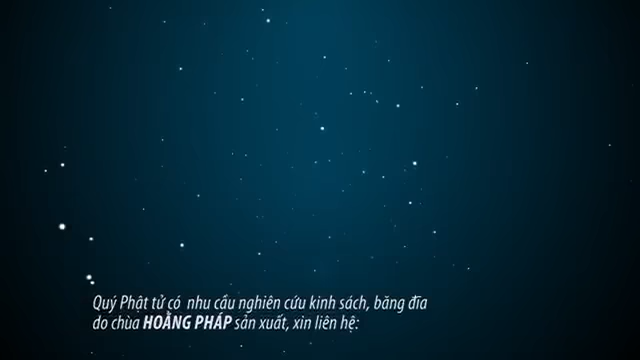 Quý Phật tử có nhu cầu nghiên cứu kinh sách, băng đĩa
do chùa HOẰNG PHÁP sản xuất, xin liên hệ: